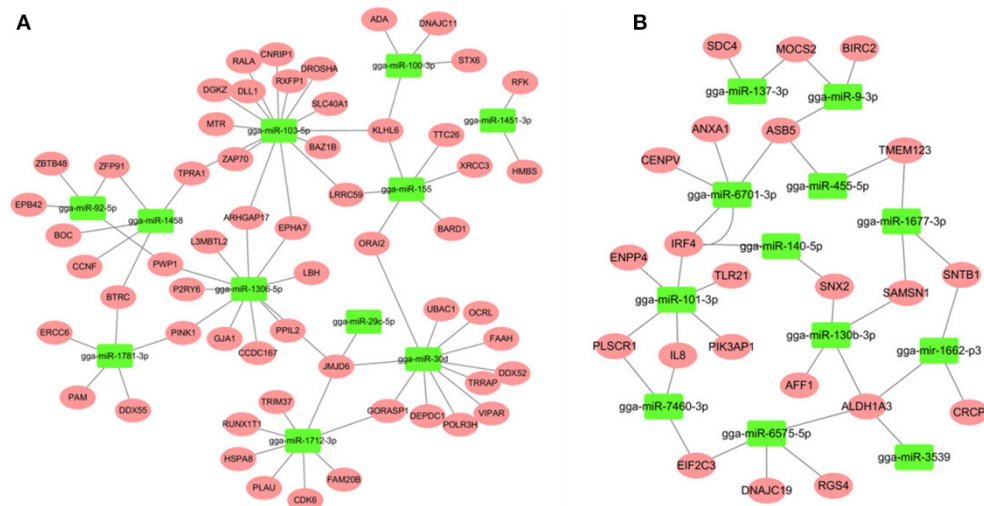 A
ADA
DNAJC11
CNRIP1
RALA
DROSHA
STX6
gga-miR-100-3p
DGKZ
DLL1
RXFP1
RFK
SLC40A1
MTR
gga-miR-103-5p
KLHL6
gga-miR-1451-3p
TTC26
BAZ1B
ZBTB48
ZFP91
TPRA1
ZAP70
XRCC3
HMBS
LRRC59
gga-miR-155
EPB42
gga-miR-92-5p
gga-miR-1458
ARHGAP17
BARD1
EPHA7
BOC
L3MBTL2
ORAI2
CCNF
PWP1
LBH
P2RY6
gga-miR-1306-5p
BTRC
UBAC1
OCRL
gga-miR-29c-5p
ERCC6
PINK1
GJA1
PPIL2
FAAH
CCDC167
gga-miR-1781-3p
JMJD6
gga-miR-30d
DDX52
TRRAP
PAM
DDX55
TRIM37
GORASP1
DEPDC1
VIPAR
POLR3H
RUNX1T1
gga-miR-1712-3p
HSPA8
PLAU
FAM20B
CDK6
B
SDC4
MOCS2
BIRC2
gga-miR-137-3p
gga-miR-9-3p
ANXA1
ASB5
CENPV
TMEM123
gga-miR-6701-3p
gga-miR-455-5p
gga-miR-1677-3p
IRF4
gga-miR-140-5p
ENPP4
TLR21
SNTB1
SNX2
gga-miR-101-3p
SAMSN1
gga-miR-130b-3p
PLSCR1
IL8
PIK3AP1
gga-mir-1662-p3
AFF1
gga-miR-7460-3p
ALDH1A3
CRCP
gga-miR-6575-5p
gga-miR-3539
EIF2C3
DNAJC19
RGS4